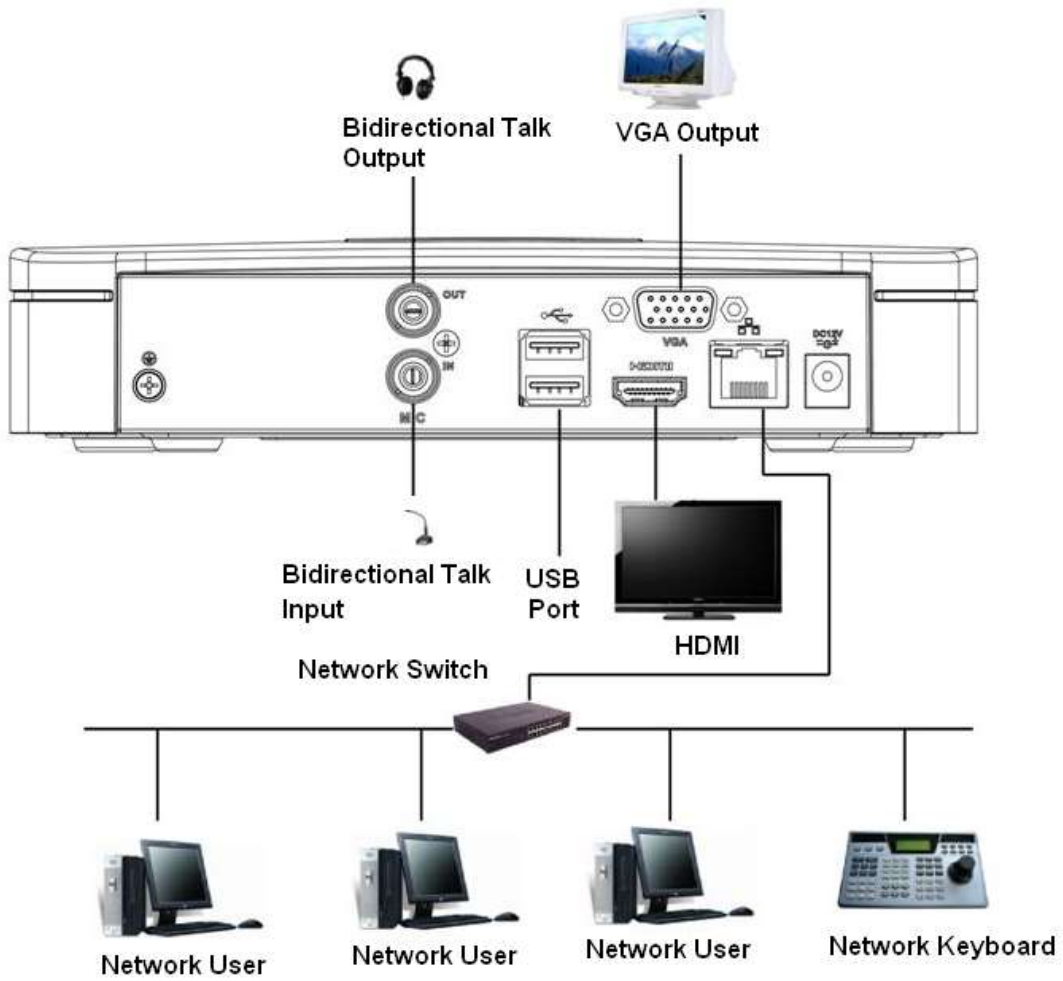 Bidirectional Talk
Output
VGA Output
OUT
IN
MIC
VGA
HDMI
DC12V
Bidirectional Talk
Input
USB
Port
HDMI
Network Switch
Network User
Network User
Network User
Network Keyboard